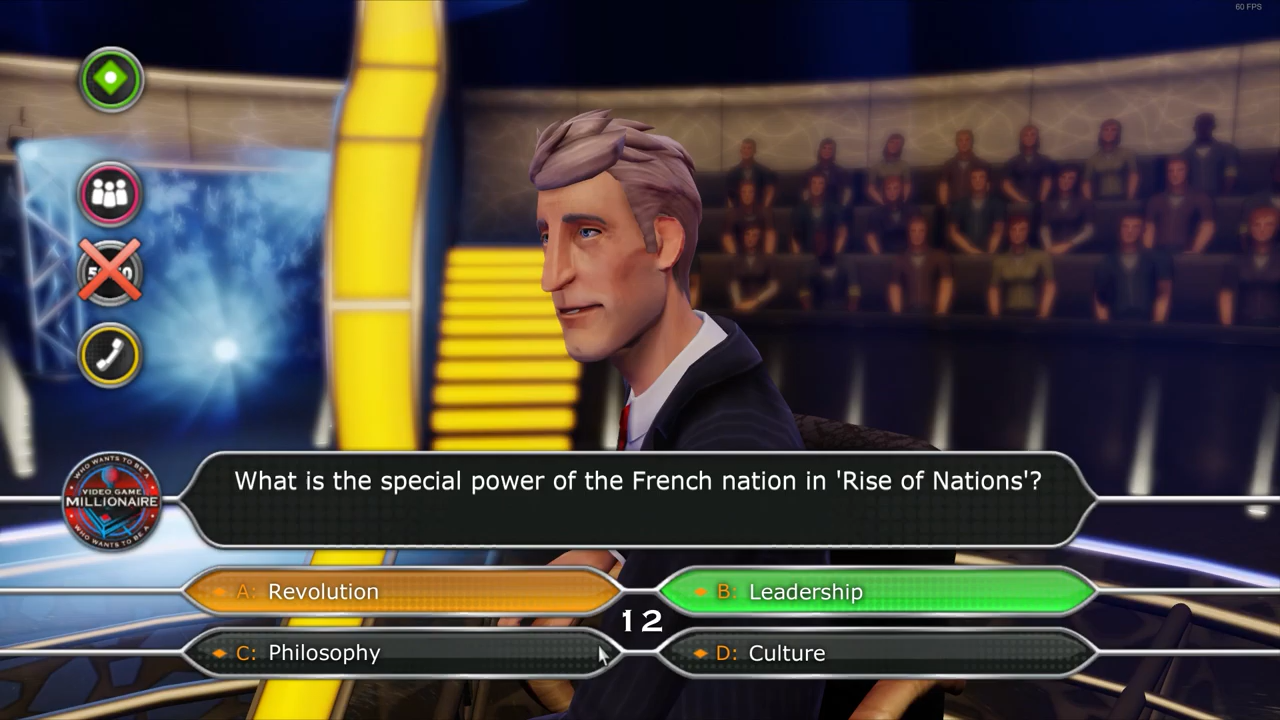 60 FPS
What is the special power of the French nation in 'Rise of Nations'?
WHO WANTS TO BE A
VIDEO GAME
MILLIONAIRE
WHO WANTS TO BE A
A: Revolution
B: Leadership
12
C: Philosophy
D: Culture